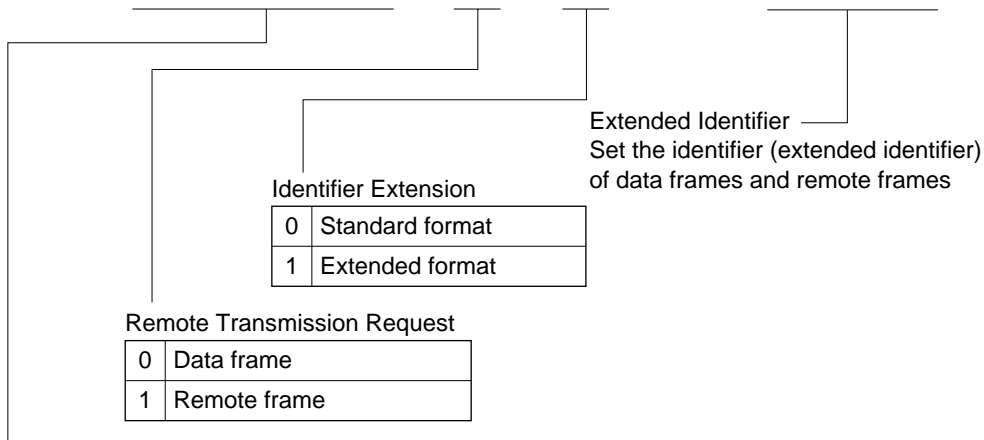 Extended Identifier
Set the identifier (extended identifier)
of data frames and remote frames
Identifier Extension
0 Standard format
1 Extended format
Remote Transmission Request
0 Data frame
1 Remote frame